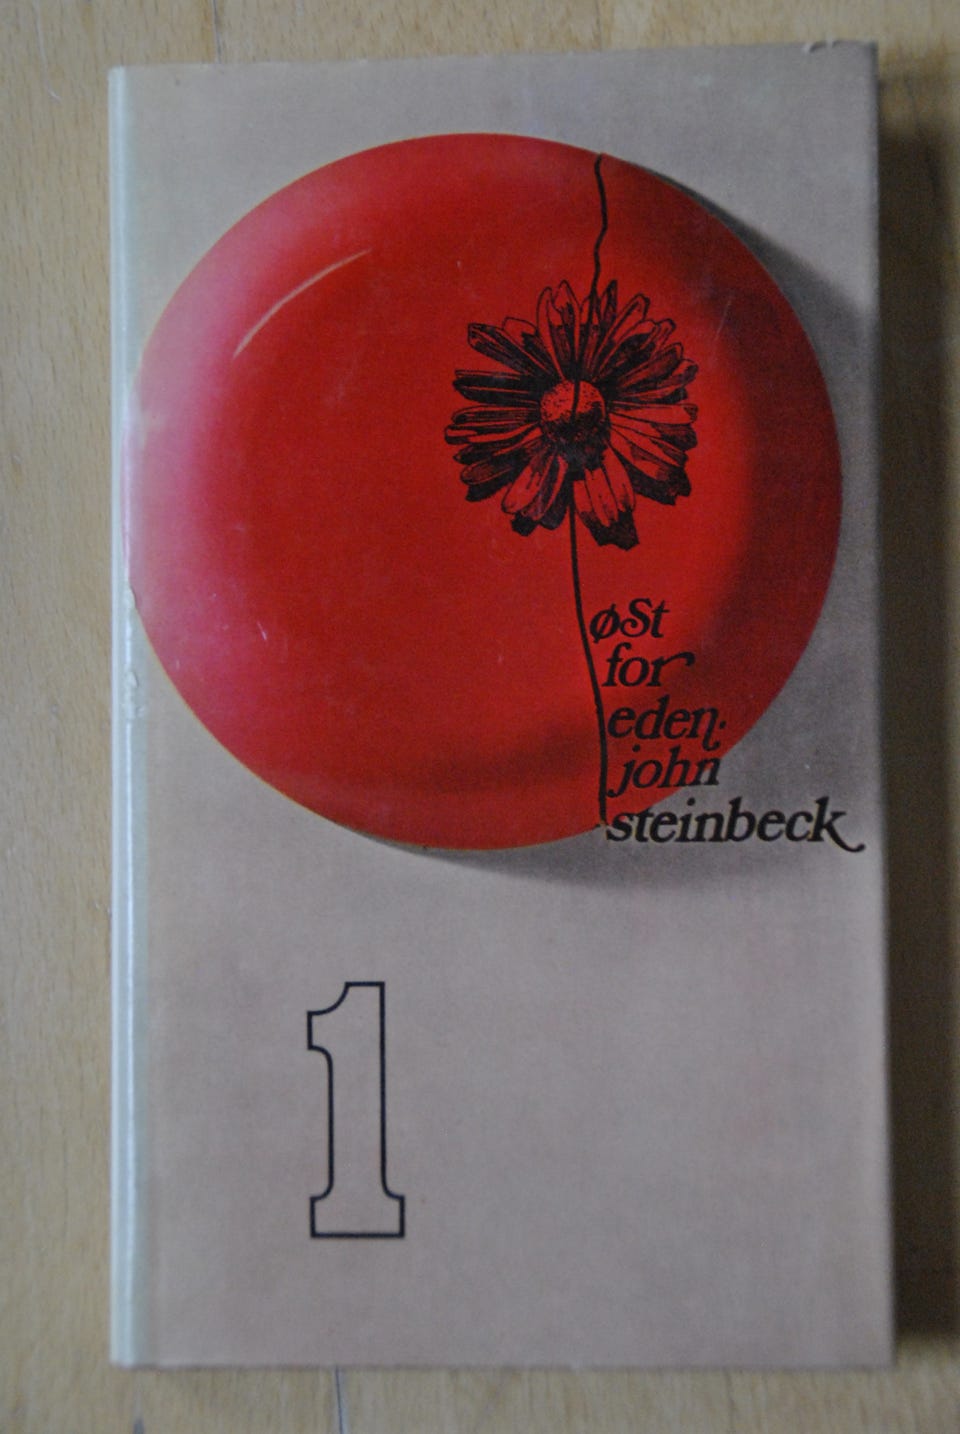 øSt
for
eden.
john
steinbeck
1